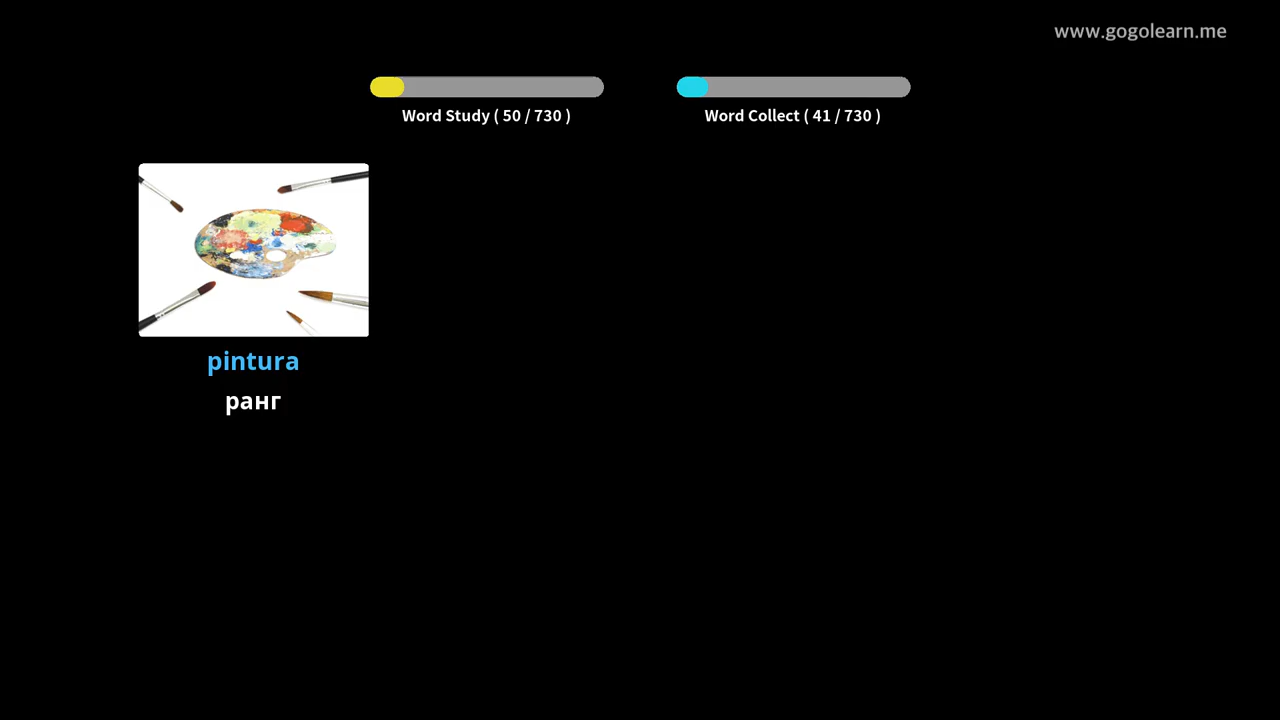 www.gogolearn.me
Word Study ( 50 / 730 )
Word Collect ( 41 / 730 )
pintura
ранг